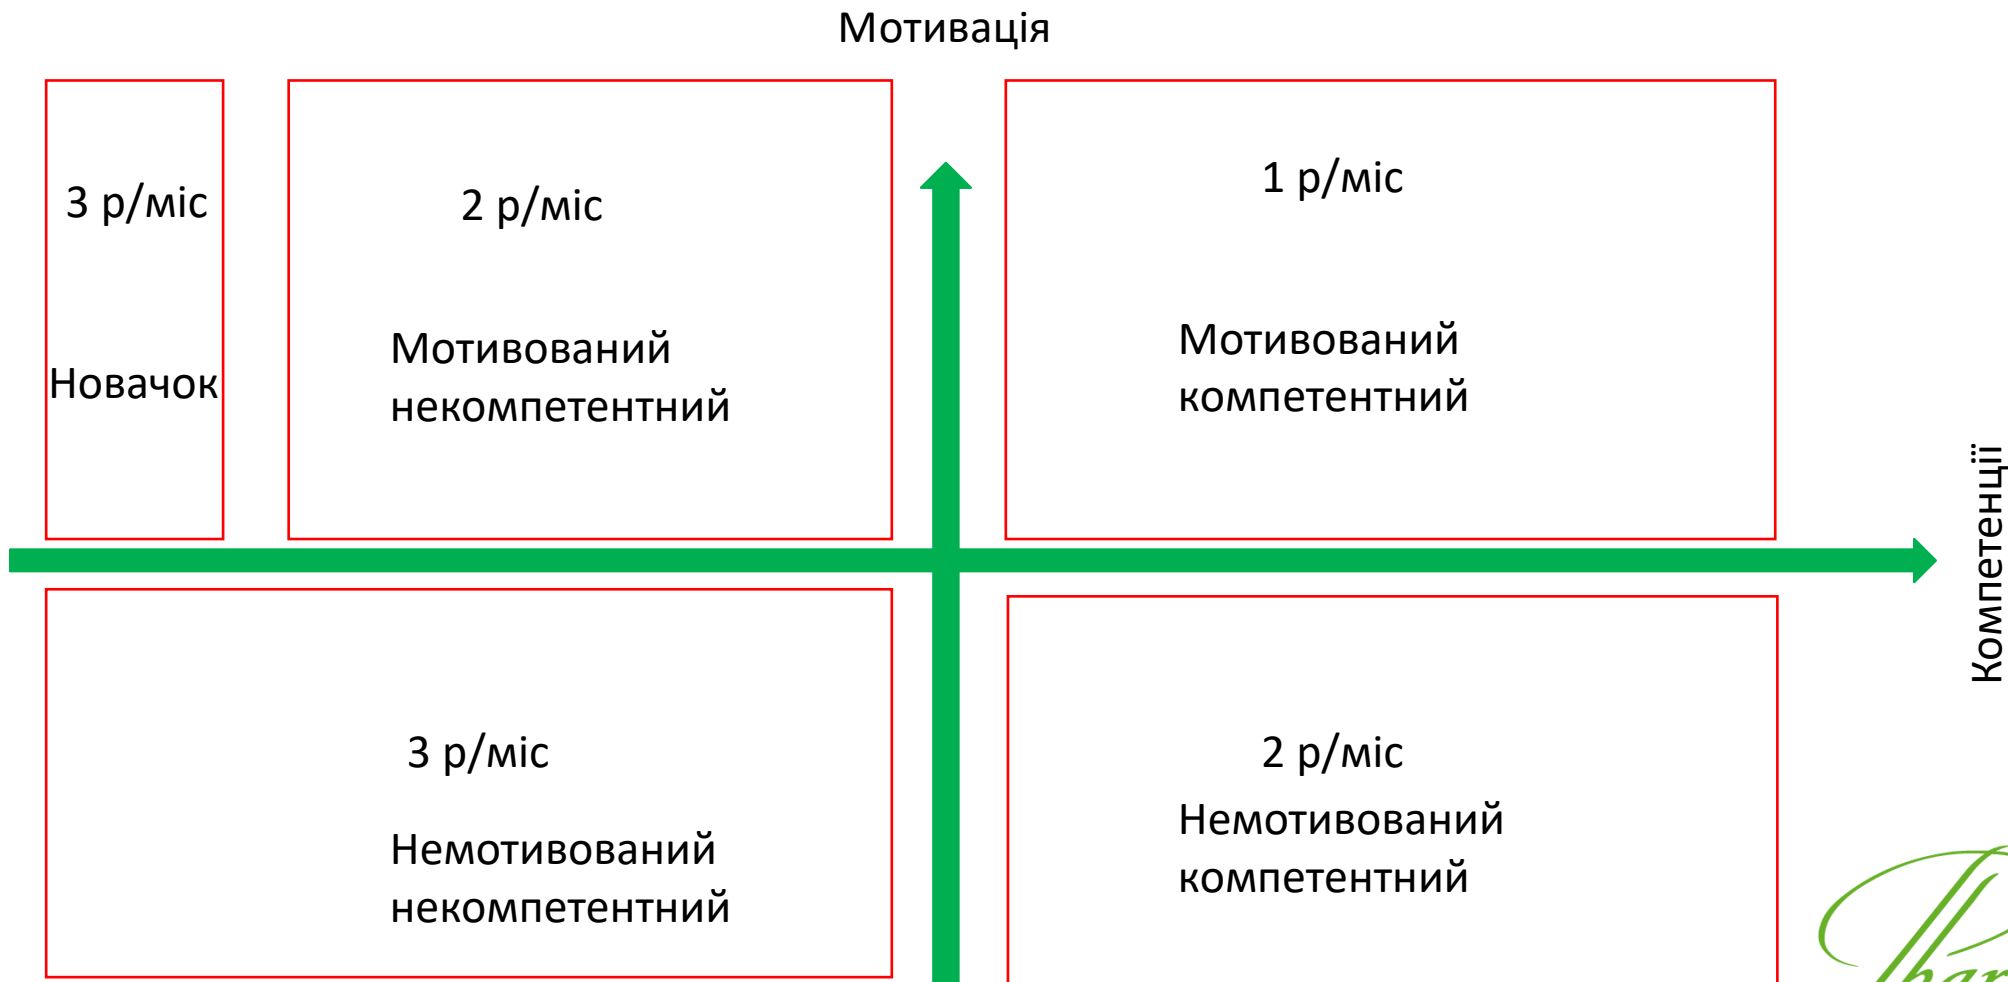 Мотивація
3 р/міс
2 р/міс
1 р/міс
Новачок
Мотивований
некомпетентний
Мотивований
компетентний
Компетенції
3 р/міс
Немотивований
некомпетентний
2 р/міс
Немотивований
компетентний